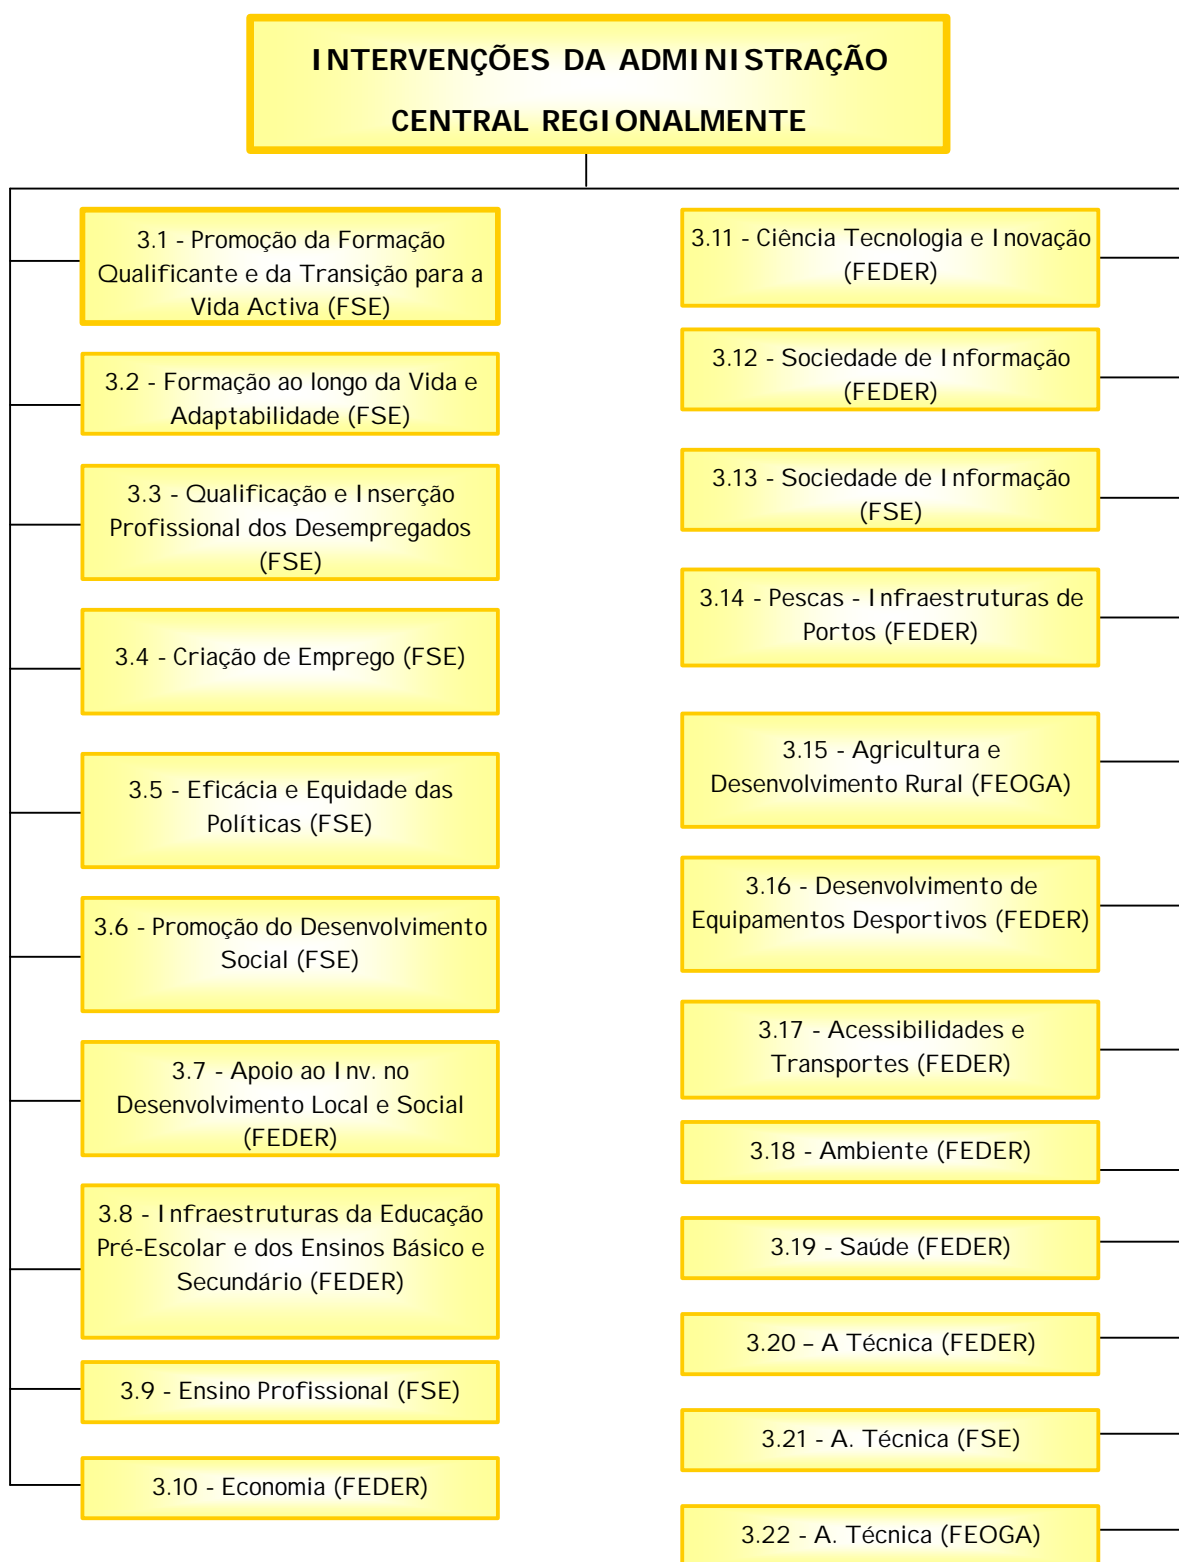 INTERVENÇÕES DA ADMINISTRAÇÃO
CENTRAL REGIONALMENTE
3.1 - Promoção da Formação
Qualificante e da Transição para a
Vida Activa (FSE)
3.2 - Formação ao longo da Vida e
Adaptabilidade (FSE)
3.3 - Qualificação e Inserção
Profissional dos Desempregados
(FSE)
3.4 - Criação de Emprego (FSE)
3.5 - Eficácia e Equidade das
Políticas (FSE)
3.6 - Promoção do Desenvolvimento
Social (FSE)
3.7 - Apoio ao Inv. no
Desenvolvimento Local e Social
(FEDER)
3.8 - Infraestruturas da Educação
Pré-Escolar e dos Ensinos Básico e
Secundário (FEDER)
3.9 - Ensino Profissional (FSE)
3.10 - Economia (FEDER)
3.11 - Ciência Tecnologia e Inovação
(FEDER)
3.12 - Sociedade de Informação
(FEDER)
3.13 - Sociedade de Informação
(FSE)
3.14 - Pescas - Infraestruturas de
Portos (FEDER)
3.15 - Agricultura e
Desenvolvimento Rural (FEOGA)
3.16 - Desenvolvimento de
Equipamentos Desportivos (FEDER)
3.17 - Acessibilidades e
Transportes (FEDER)
3.18 - Ambiente (FEDER)
3.19 - Saúde (FEDER)
3.20 – A Técnica (FEDER)
3.21 - A. Técnica (FSE)
3.22 - A. Técnica (FEOGA)